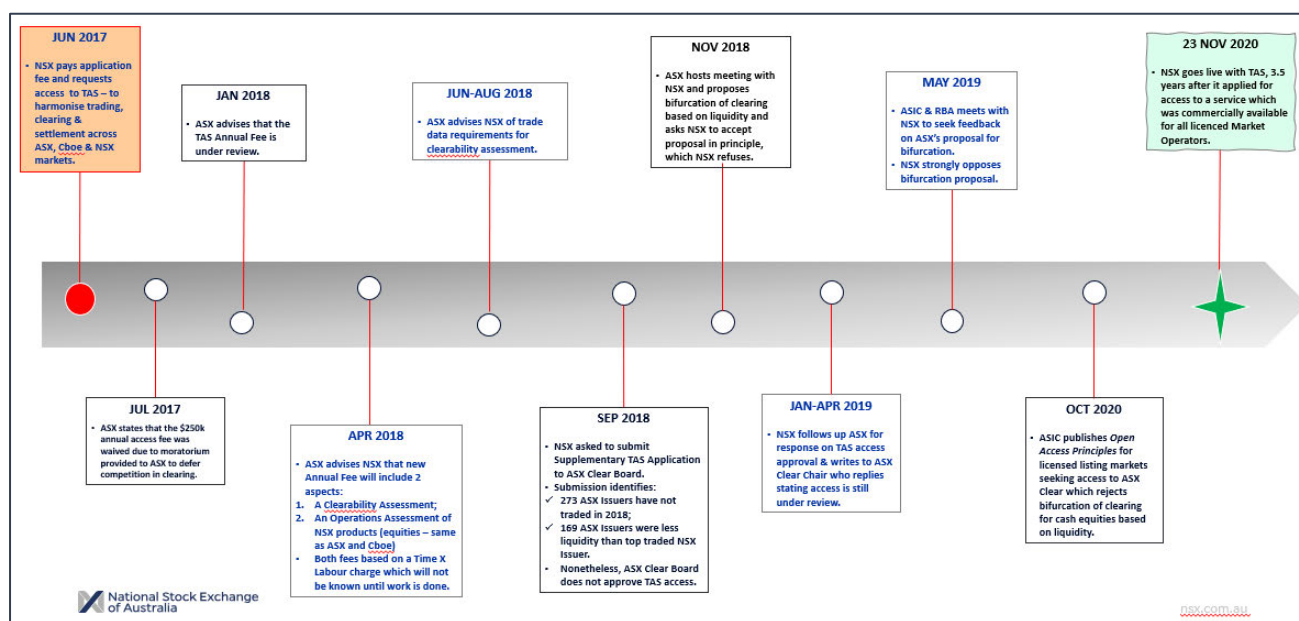 JUN 2017
• NSX pays application
fee and requests
access to TAS – to
harmonise trading,
clearing &
settlement across
ASX, Cboe & NSX
markets.
JAN 2018
• ASX advises that the
TAS Annual Fee is
under review.
JUN-AUG 2018
• ASX advises NSX of trade
data requirements for
clearability assessment.
NOV 2018
• ASX hosts meeting with
NSX and proposes
bifurcation of clearing
based on liquidity and
asks NSX to accept
proposal in principle,
which NSX refuses.
MAY 2019
• ASIC & RBA meets with
NSX to seek feedback
on ASX's proposal for
bifurcation.
• NSX strongly opposes
bifurcation proposal.
23 NOV 2020
• NSX goes live with TAS, 3.5
years after it applied for
access to a service which
was commercially available
for all licenced Market
Operators.
JUL 2017
• ASX states that the $250k
annual access fee was
waived due to moratorium
provided to ASX to defer
competition in clearing.
APR 2018
• ASX advises NSX that new
Annual Fee will include 2
aspects:
1. A Clearability Assessment;
2. An Operations Assessment of
NSX products (equities – same
as ASX and Cboe)
• Both fees based on a Time X
Labour charge which will not
be known until work is done.
SEP 2018
• NSX asked to submit
Supplementary TAS Application
to ASX Clear Board.
• Submission identifies:
✓ 273 ASX Issuers have not
traded in 2018;
✓ 169 ASX Issuers were less
liquidity than top traded NSX
Issuer.
• Nonetheless, ASX Clear Board
does not approve TAS access.
JAN-APR 2019
• NSX follows up ASX for
response on TAS access
approval & writes to ASX
Clear Chair who replies
stating access is still
under review.
OCT 2020
• ASIC publishes Open
Access Principles for
licensed listing markets
seeking access to ASX
Clear which rejects
bifurcation of clearing
for cash equities based
on liquidity.
National Stock Exchange
of Australia
nsx.com.au